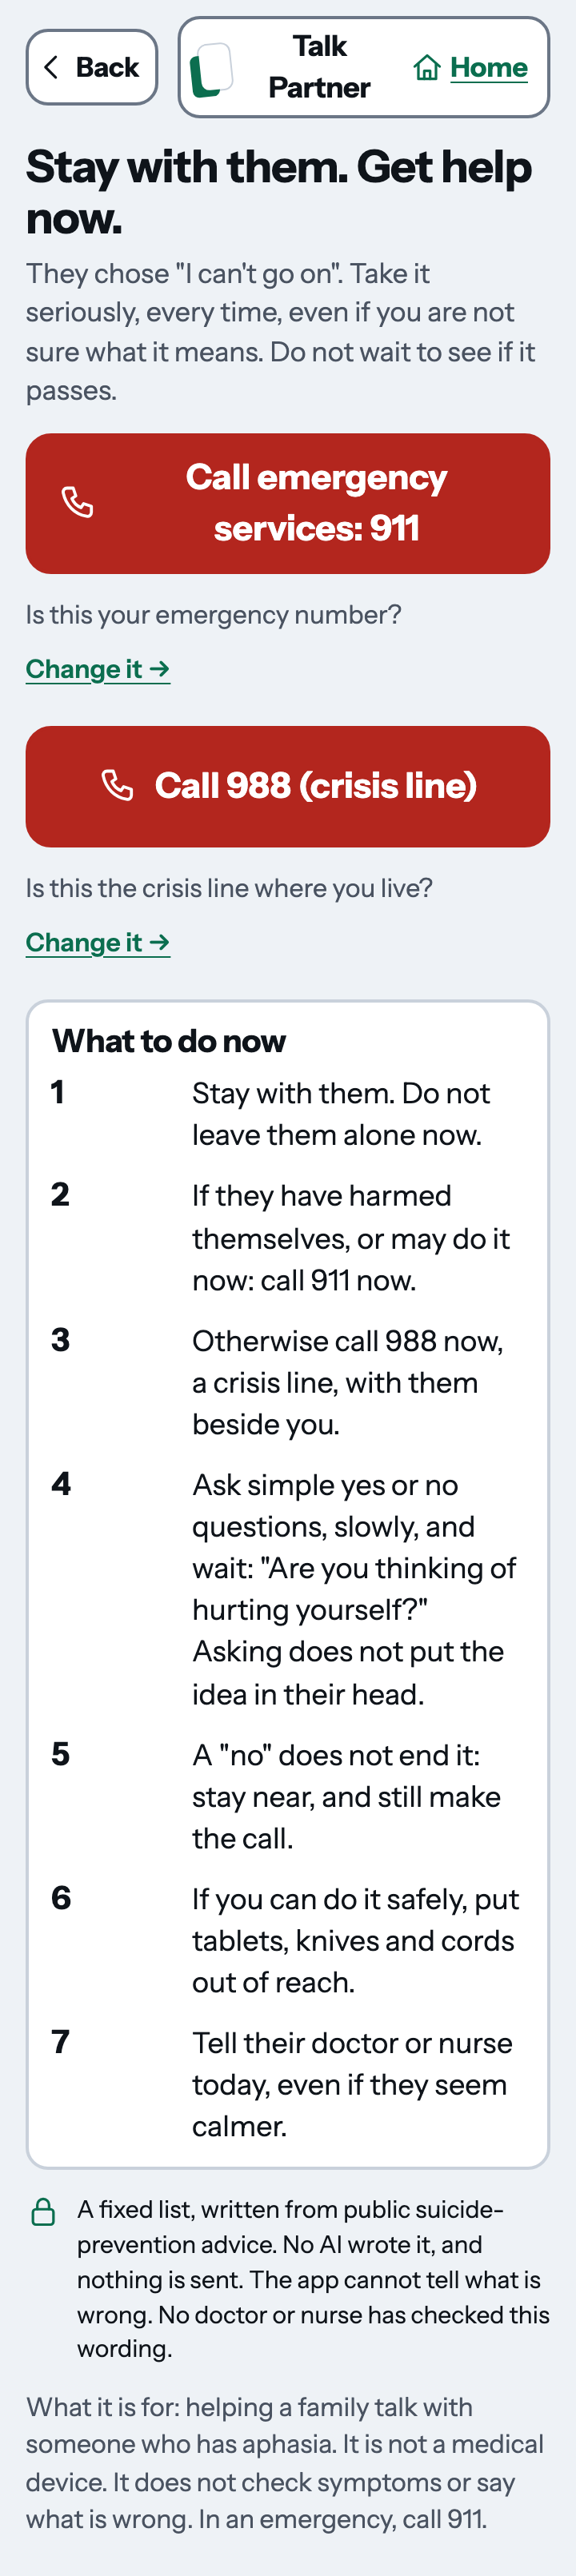 Back
Talk
Partner
Home
Stay with them. Get help
now.
They chose "I can't go on". Take it
seriously, every time, even if you are not
sure what it means. Do not wait to see if it
passes.
Call emergency
services: 911
Is this your emergency number?
Change it →
Call 988 (crisis line)
Is this the crisis line where you live?
Change it →
What to do now
1 Stay with them. Do not
leave them alone now.
2 If they have harmed
themselves, or may do it
now: call 911 now.
3 Otherwise call 988 now,
a crisis line, with them
beside you.
4 Ask simple yes or no
questions, slowly, and
wait: "Are you thinking of
hurting yourself?"
Asking does not put the
idea in their head.
5 A "no" does not end it:
stay near, and still make
the call.
6 If you can do it safely, put
tablets, knives and cords
out of reach.
7 Tell their doctor or nurse
today, even if they seem
calmer.
A fixed list, written from public suicide-
prevention advice. No AI wrote it, and
nothing is sent. The app cannot tell what is
wrong. No doctor or nurse has checked this
wording.
What it is for: helping a family talk with
someone who has aphasia. It is not a medical
device. It does not check symptoms or say
what is wrong. In an emergency, call 911.